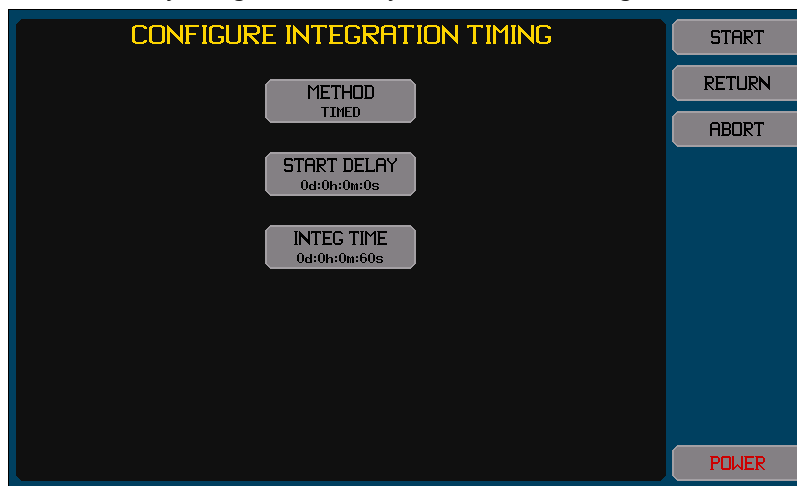 CONFIGURE INTEGRATION TIMING
METHOD
TIMED
START DELAY
0d:0h:0m:0s
INTEG TIME
0d:0h:0m:60s
START
RETURN
ABORT
POWER